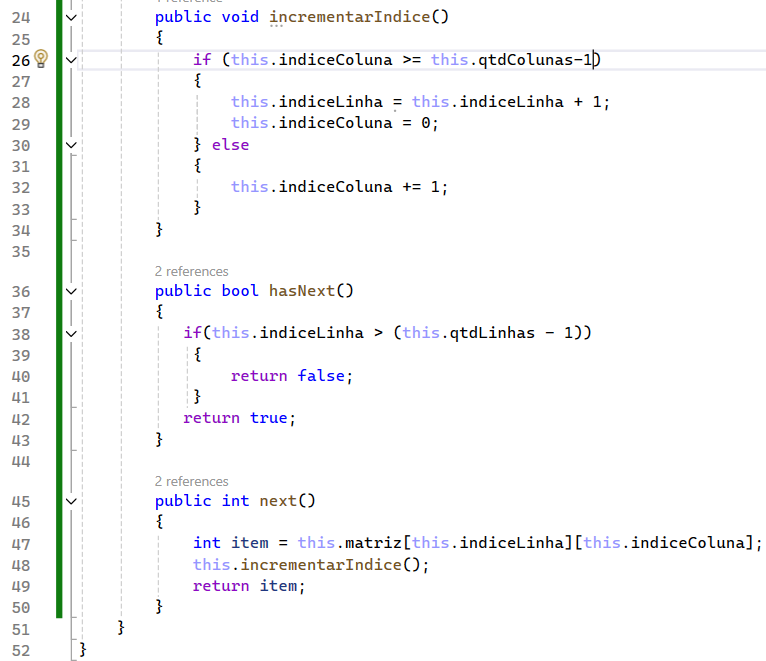 1 reference
24 public void incrementarIndice()
25 {
26 if (this.indiceColuna >= this.qtdColunas-1)
27 {
28 this.indiceLinha = this.indiceLinha + 1;
29 this.indiceColuna = 0;
30 } else
31 {
32 this.indiceColuna += 1;
33 }
34 }
35
2 references
36 public bool hasNext()
37 {
38 if(this.indiceLinha > (this.qtdLinhas - 1))
39 {
40 return false;
41 }
42 return true;
43 }
44
2 references
45 public int next()
46 {
47 int item = this.matriz[this.indiceLinha][this.indiceColuna];
48 this.incrementarIndice();
49 return item;
50 }
51 }
52 }